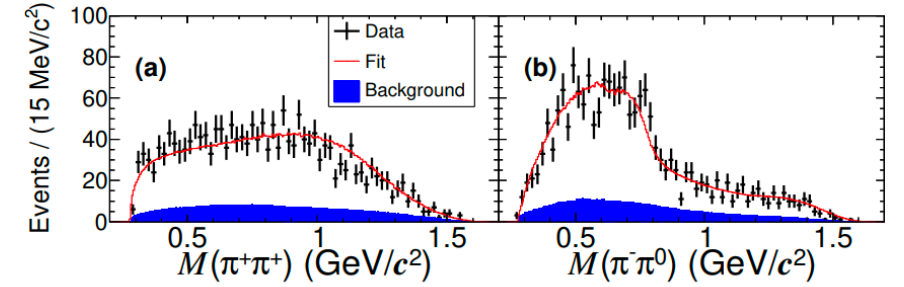 Events / (15 MeV/c²)
100
80
60
40
20
0
(a)
Data
Fit
Background
(b)
0.5 1 1.5
0.5 1 1.5
M(π⁺π⁺) (GeV/c²)
M(π⁻π⁰) (GeV/c²)